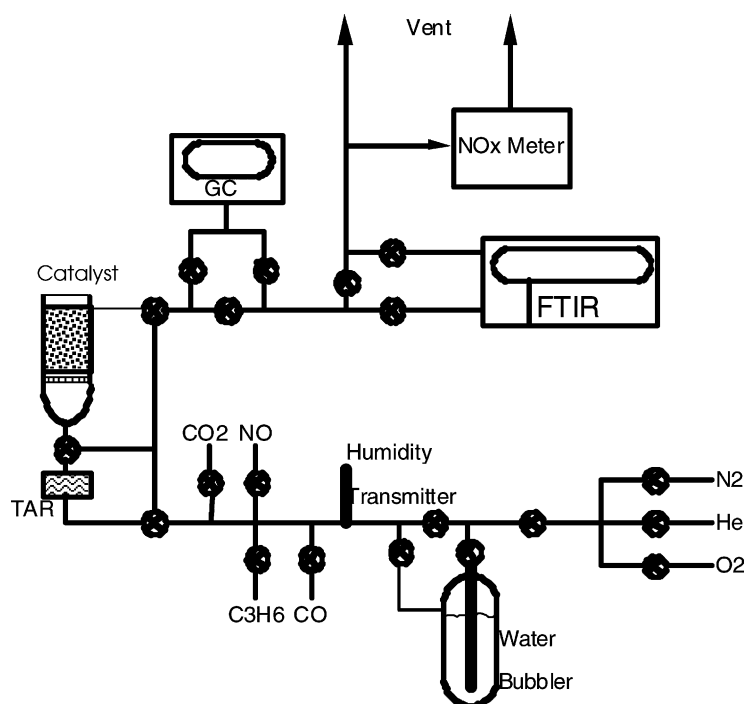 Vent
NOx Meter
GC
Catalyst
FTIR
CO2 NO
Humidity
Transmitter
TAR
N2
He
O2
C3H6 CO
Water
Bubbler